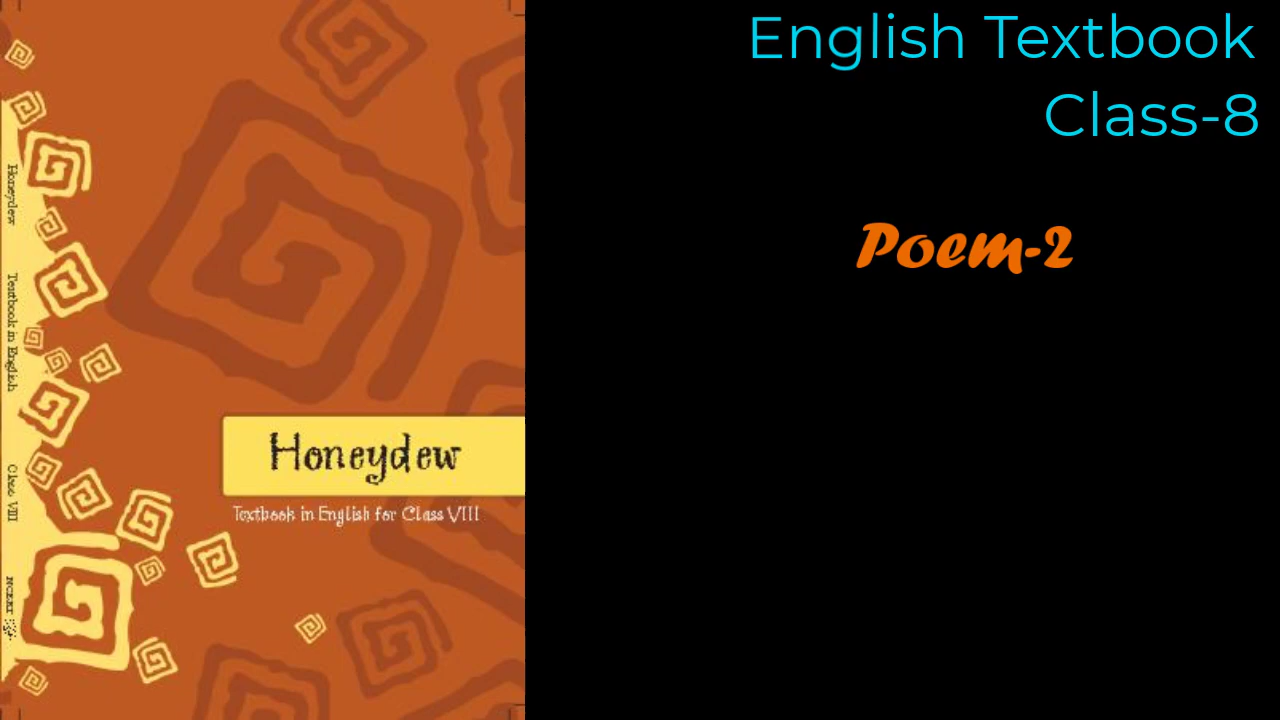 Honeydew
Textbook in English
Class VIII
NCERT
Honeydew
Textbook in English for Class VIII
English Textbook
Class-8
Poem-2